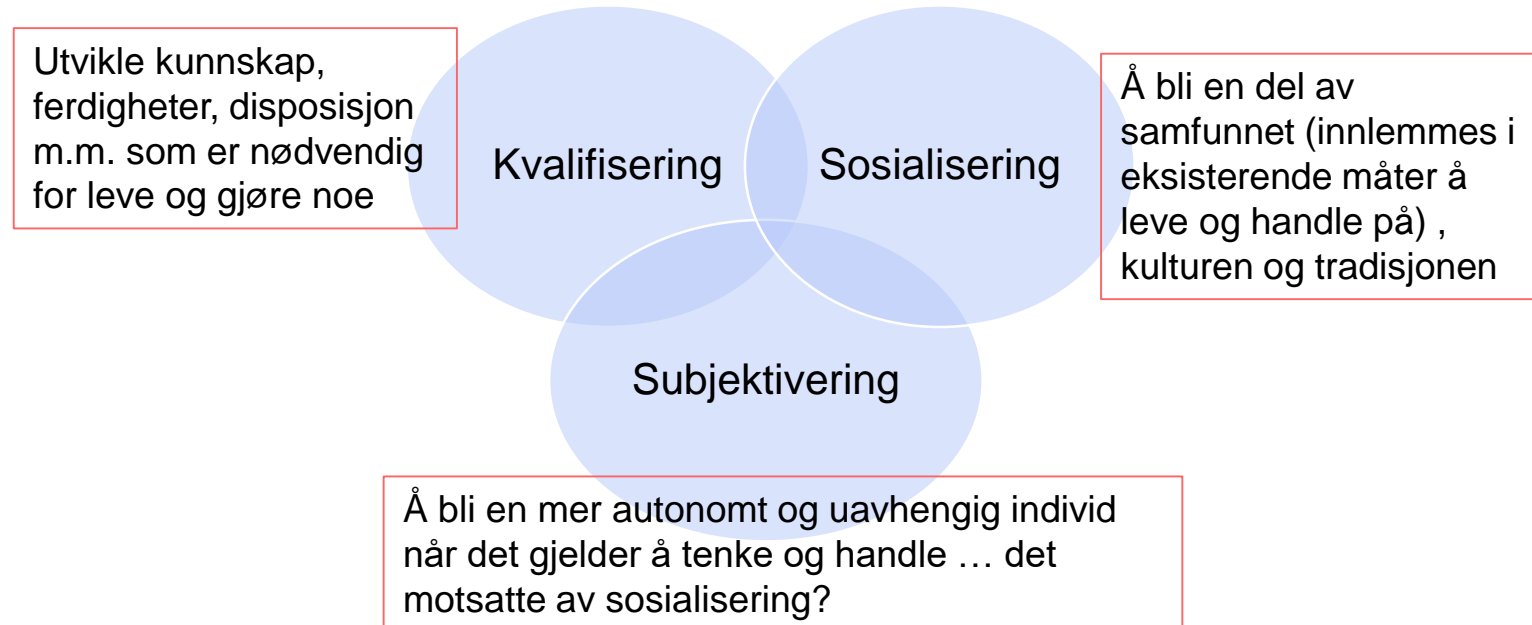 Utvikle kunnskap,
ferdigheter, disposisjon
m.m. som er nødvendig
for leve og gjøre noe
Kvalifisering
Sosialisering
Å bli en del av
samfunnet (innlemmes i
eksisterende måter å
leve og handle på) ,
kulturen og tradisjonen
Subjektivering
Å bli en mer autonomt og uavhengig individ
når det gjelder å tenke og handle … det
motsatte av sosialisering?